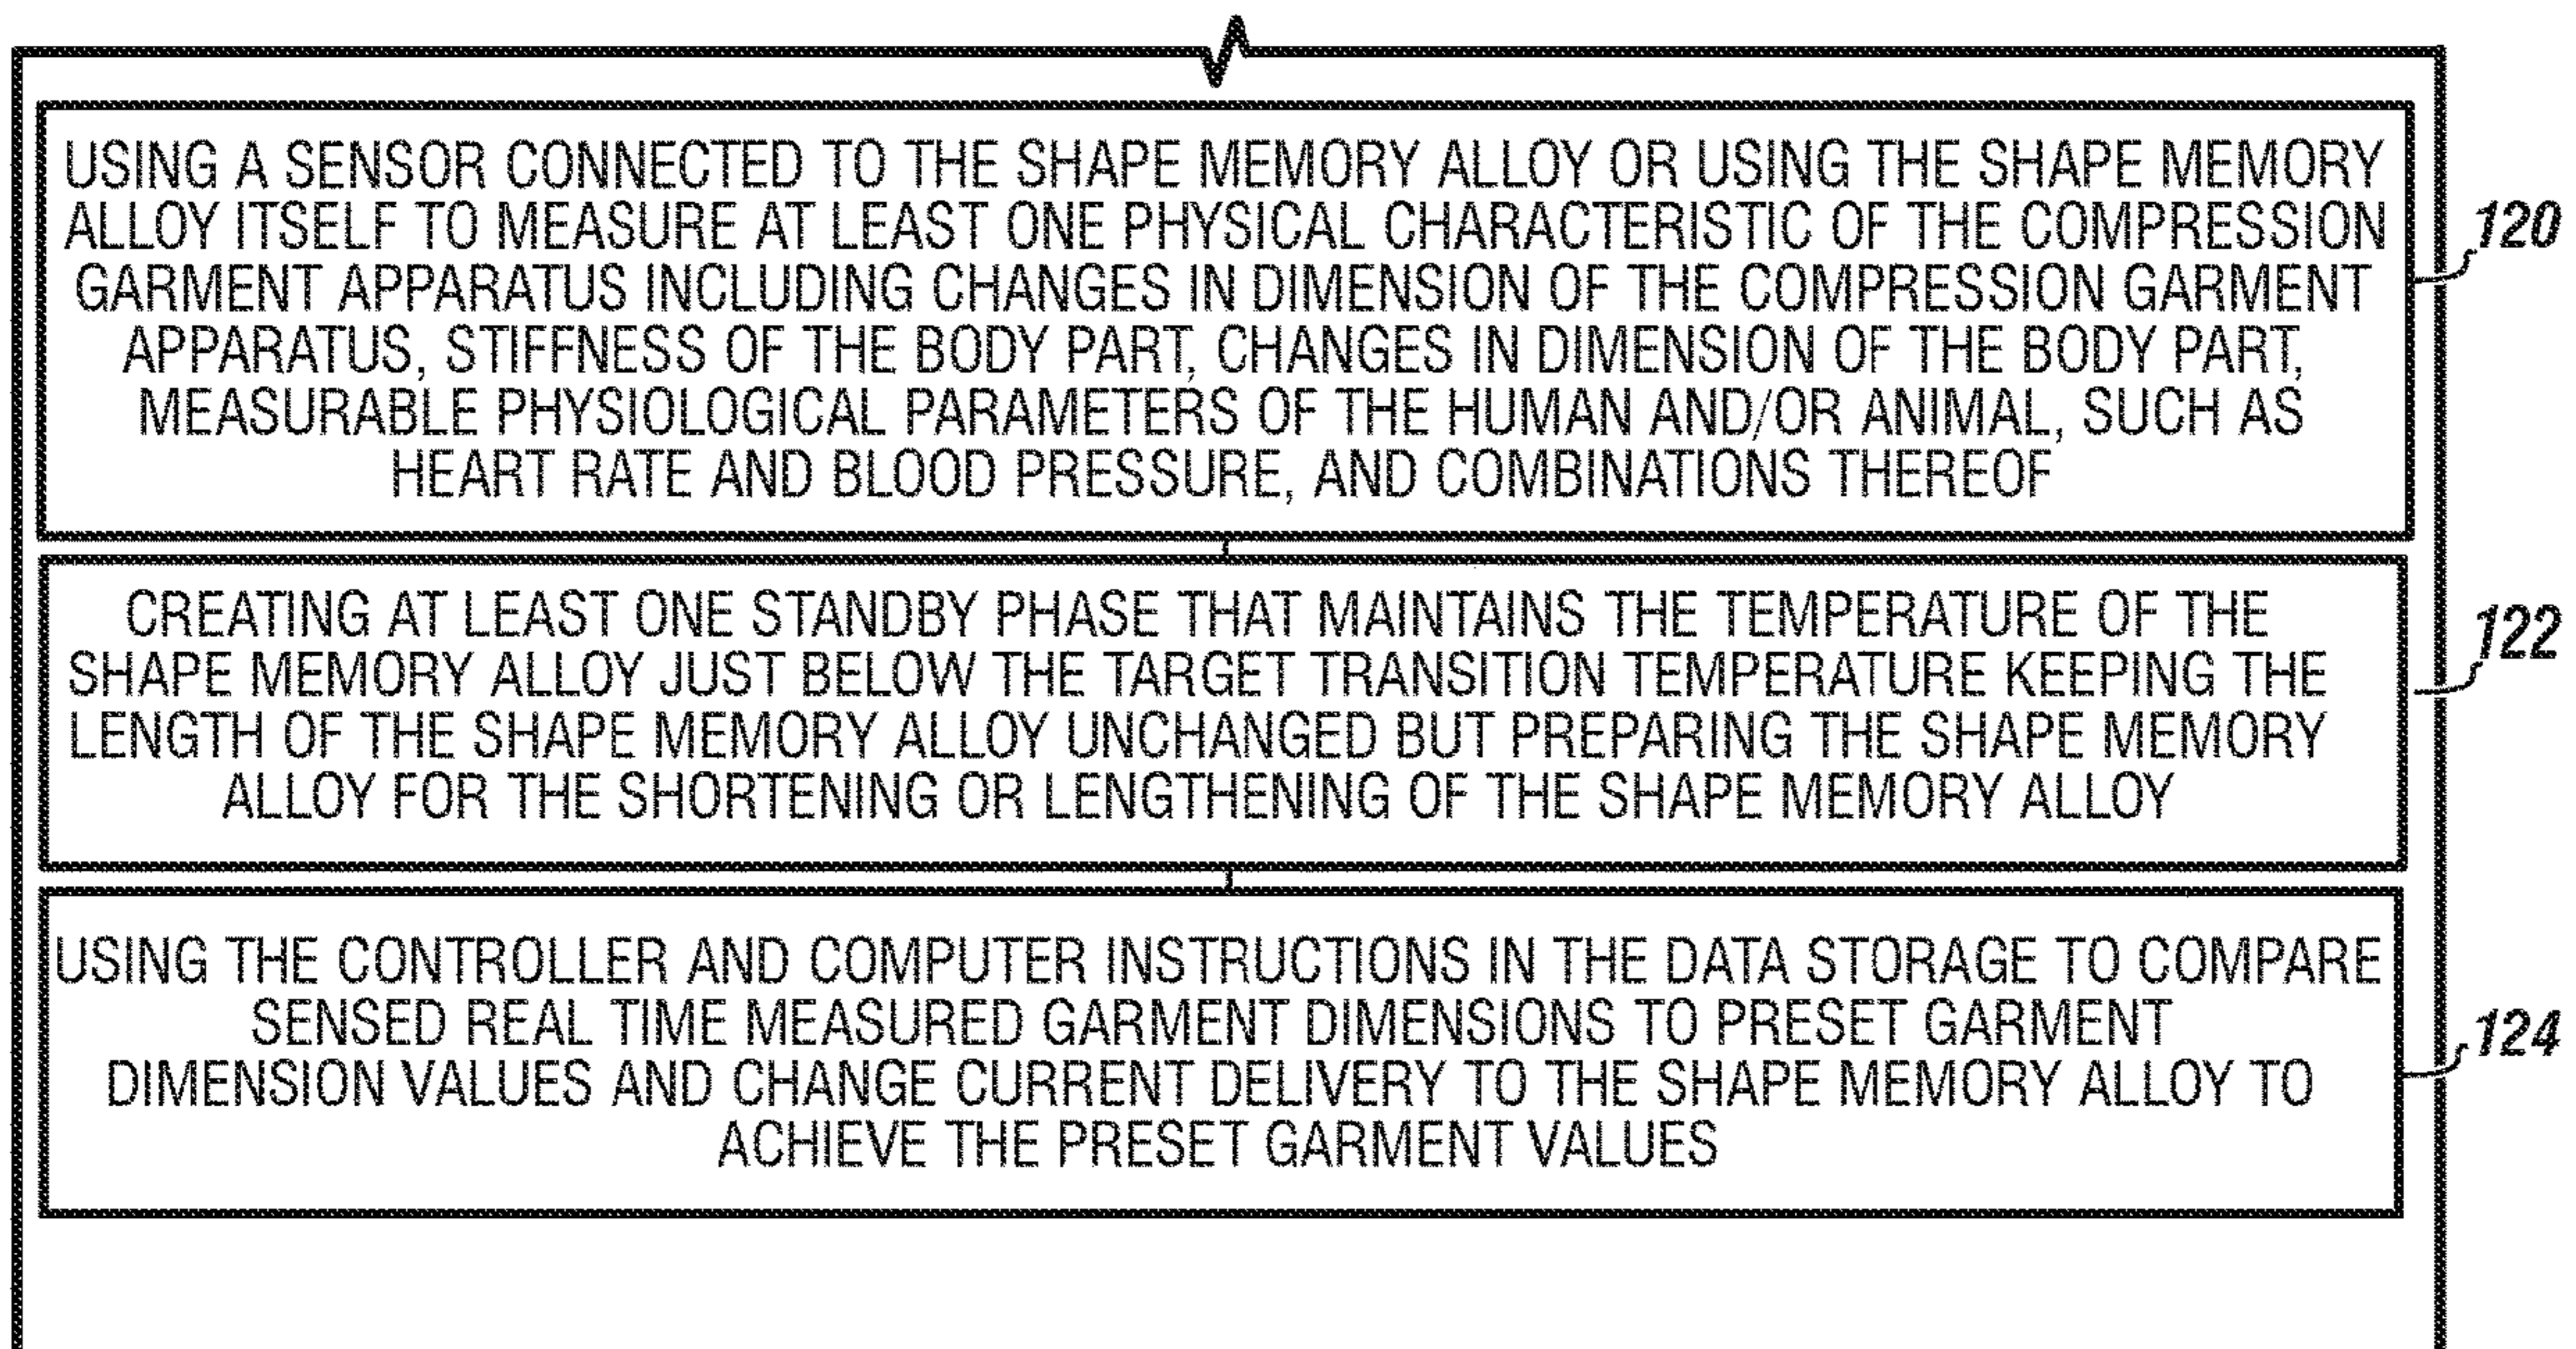 USING A SENSOR CONNECTED TO THE SHAPE MEMORY ALLOY OR USING THE SHAPE MEMORY
ALLOY ITSELF TO MEASURE AT LEAST ONE PHYSICAL CHARACTERISTIC OF THE COMPRESSION
GARMENT APPARATUS INCLUDING CHANGES IN DIMENSION OF THE COMPRESSION GARMENT
APPARATUS, STIFFNESS OF THE BODY PART, CHANGES IN DIMENSION OF THE BODY PART,
MEASURABLE PHYSIOLOGICAL PARAMETERS OF THE HUMAN AND/OR ANIMAL, SUCH AS
HEART RATE AND BLOOD PRESSURE, AND COMBINATIONS THEREOF
120
CREATING AT LEAST ONE STANDBY PHASE THAT MAINTAINS THE TEMPERATURE OF THE
SHAPE MEMORY ALLOY JUST BELOW THE TARGET TRANSITION TEMPERATURE KEEPING THE
LENGTH OF THE SHAPE MEMORY ALLOY UNCHANGED BUT PREPARING THE SHAPE MEMORY
ALLOY FOR THE SHORTENING OR LENGTHENING OF THE SHAPE MEMORY ALLOY
122
USING THE CONTROLLER AND COMPUTER INSTRUCTIONS IN THE DATA STORAGE TO COMPARE
SENSED REAL TIME MEASURED GARMENT DIMENSIONS TO PRESET GARMENT
DIMENSION VALUES AND CHANGE CURRENT DELIVERY TO THE SHAPE MEMORY ALLOY TO
ACHIEVE THE PRESET GARMENT VALUES
124